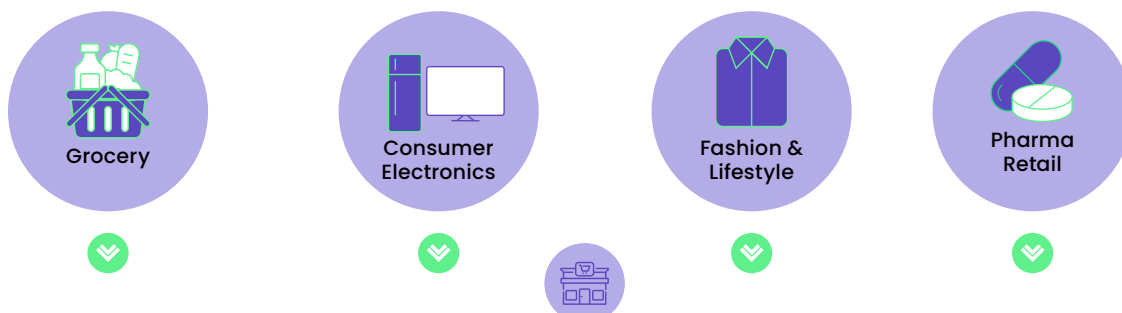 Grocery
Consumer
Electronics
Fashion &
Lifestyle
Pharma
Retail